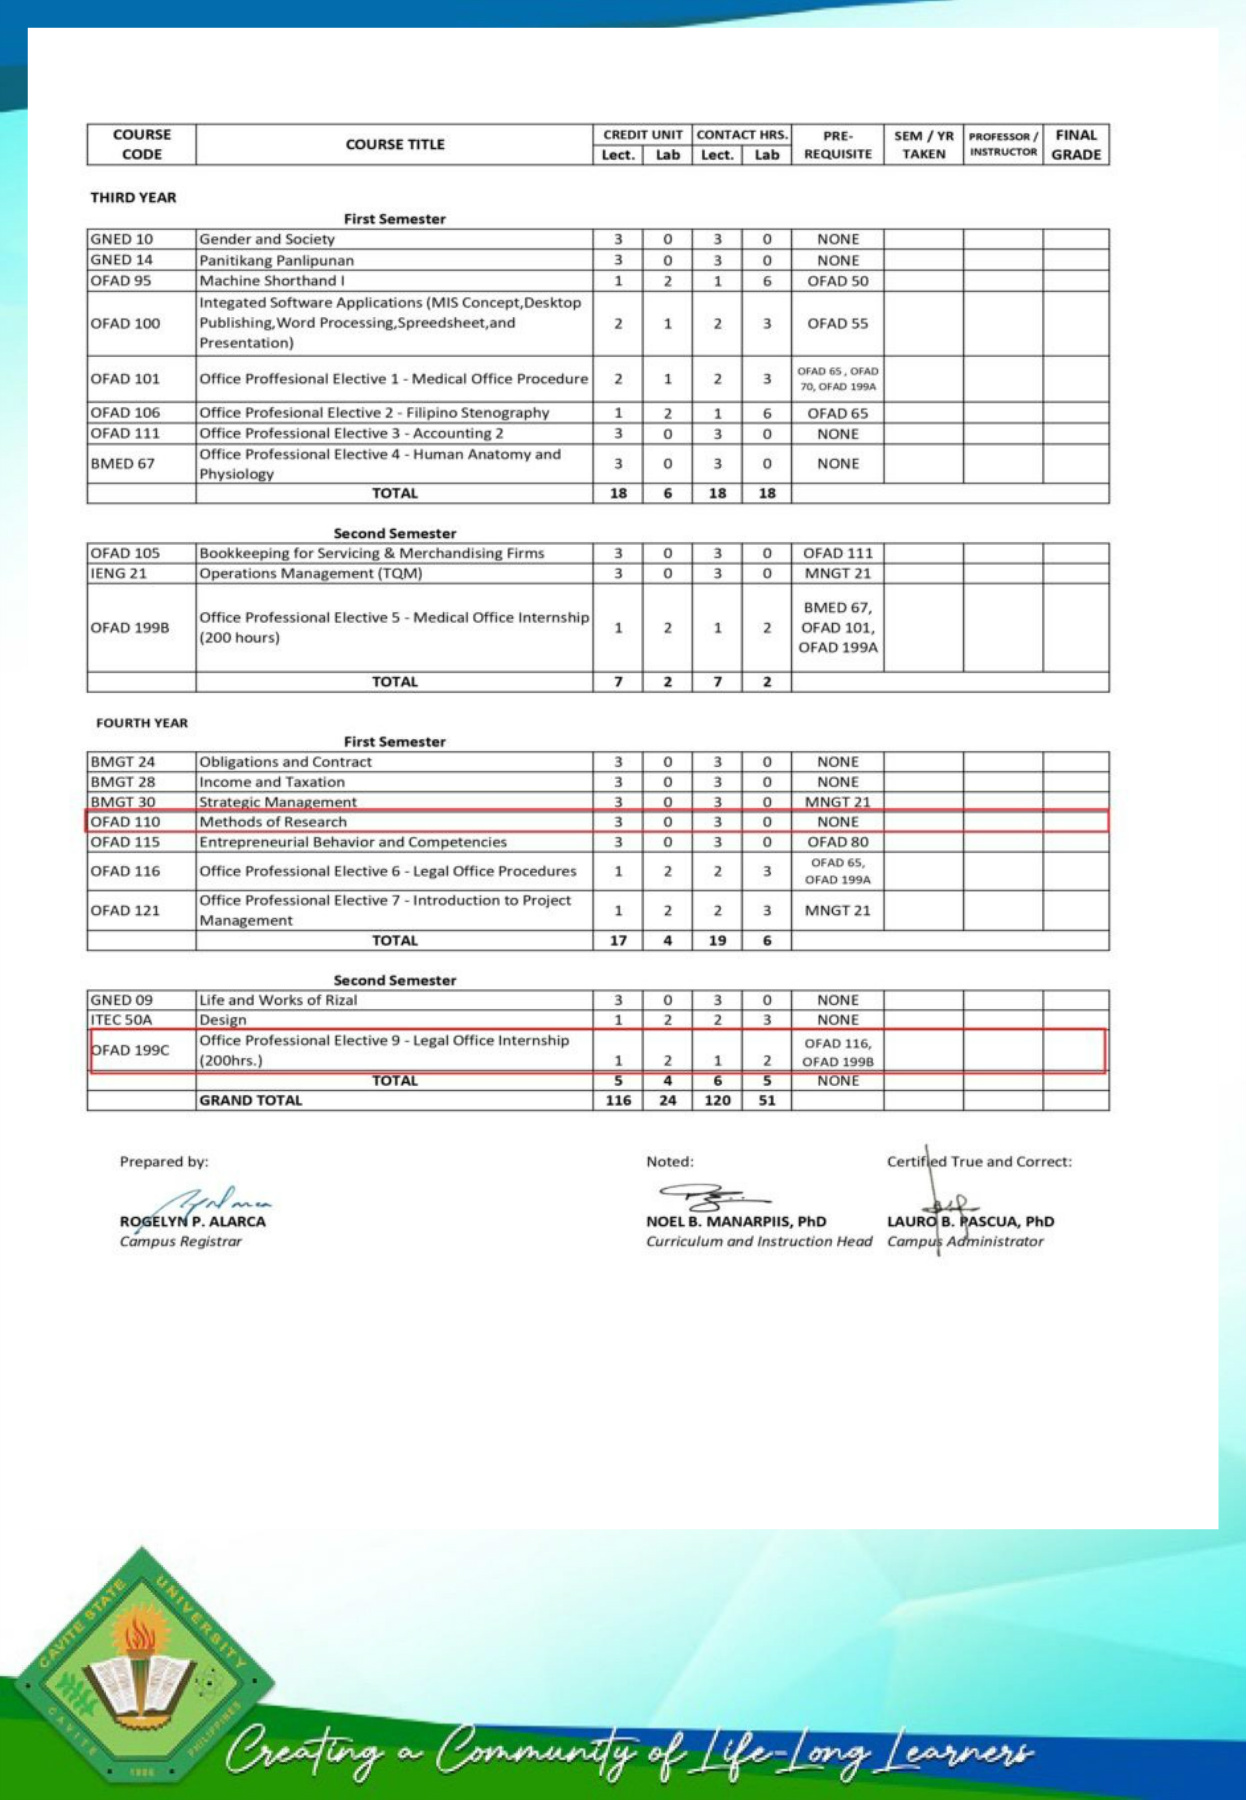 COURSE CODE COURSE TITLE CREDIT UNIT CONTACT HRS. PRE-REQUISITE SEM / YR TAKEN PROFESSOR / INSTRUCTOR FINAL GRADE
Lect. Lab Lect. Lab
THIRD YEAR
First Semester
GNED 10 Gender and Society 3 0 3 0 NONE
GNED 14 Panitikang Panlipunan 3 0 3 0 NONE
OFAD 95 Machine Shorthand I 1 2 1 6 OFAD 50
Integated Software Applications (MIS Concept,Desktop
OFAD 100 Publishing,Word Processing,Spreedsheet,and 2 1 2 3 OFAD 55
Presentation)
OFAD 101 Office Proffesional Elective 1 - Medical Office Procedure 2 1 2 3 OFAD 65 , OFAD 70, OFAD 199A
OFAD 106 Office Profesional Elective 2 - Filipino Stenography 1 2 1 6 OFAD 65
OFAD 111 Office Professional Elective 3 - Accounting 2 3 0 3 0 NONE
BMED 67 Office Professional Elective 4 - Human Anatomy and 3 0 3 0 NONE
Physiology
TOTAL 18 6 18 18
Second Semester
OFAD 105 Bookkeeping for Servicing & Merchandising Firms 3 0 3 0 OFAD 111
IENG 21 Operations Management (TQM) 3 0 3 0 MNGT 21
OFAD 199B Office Professional Elective 5 - Medical Office Internship 1 2 1 2 BMED 67, OFAD 101, OFAD 199A
(200 hours)
TOTAL 7 2 7 2
FOURTH YEAR
First Semester
BMGT 24 Obligations and Contract 3 0 3 0 NONE
BMGT 28 Income and Taxation 3 0 3 0 NONE
BMGT 30 Strategic Management 3 0 3 0 MNGT 21
OFAD 110 Methods of Research 3 0 3 0 NONE
OFAD 115 Entrepreneurial Behavior and Competencies 3 0 3 0 OFAD 80
OFAD 116 Office Professional Elective 6 - Legal Office Procedures 1 2 2 3 OFAD 65, OFAD 199A
OFAD 121 Office Professional Elective 7 - Introduction to Project 1 2 2 3 MNGT 21
Management
TOTAL 17 4 19 6
Second Semester
GNED 09 Life and Works of Rizal 3 0 3 0 NONE
ITEC 50A Design 1 2 2 3 NONE
OFAD 199C Office Professional Elective 9 - Legal Office Internship 1 2 1 2 OFAD 116, OFAD 199B
(200hrs.)
TOTAL 5 4 6 5 NONE
GRAND TOTAL 116 24 120 51
Prepared by: Noted: Certified True and Correct:
ROGELYN P. ALARCA NOEL B. MANARPIIS, PhD LAURO B. PASCUA, PhD
Campus Registrar Curriculum and Instruction Head Campus Administrator
CAVITE STATE UNIVERSITY
CAVITE PHILIPPINES
1906
Creating a Community of Life-Long Learners